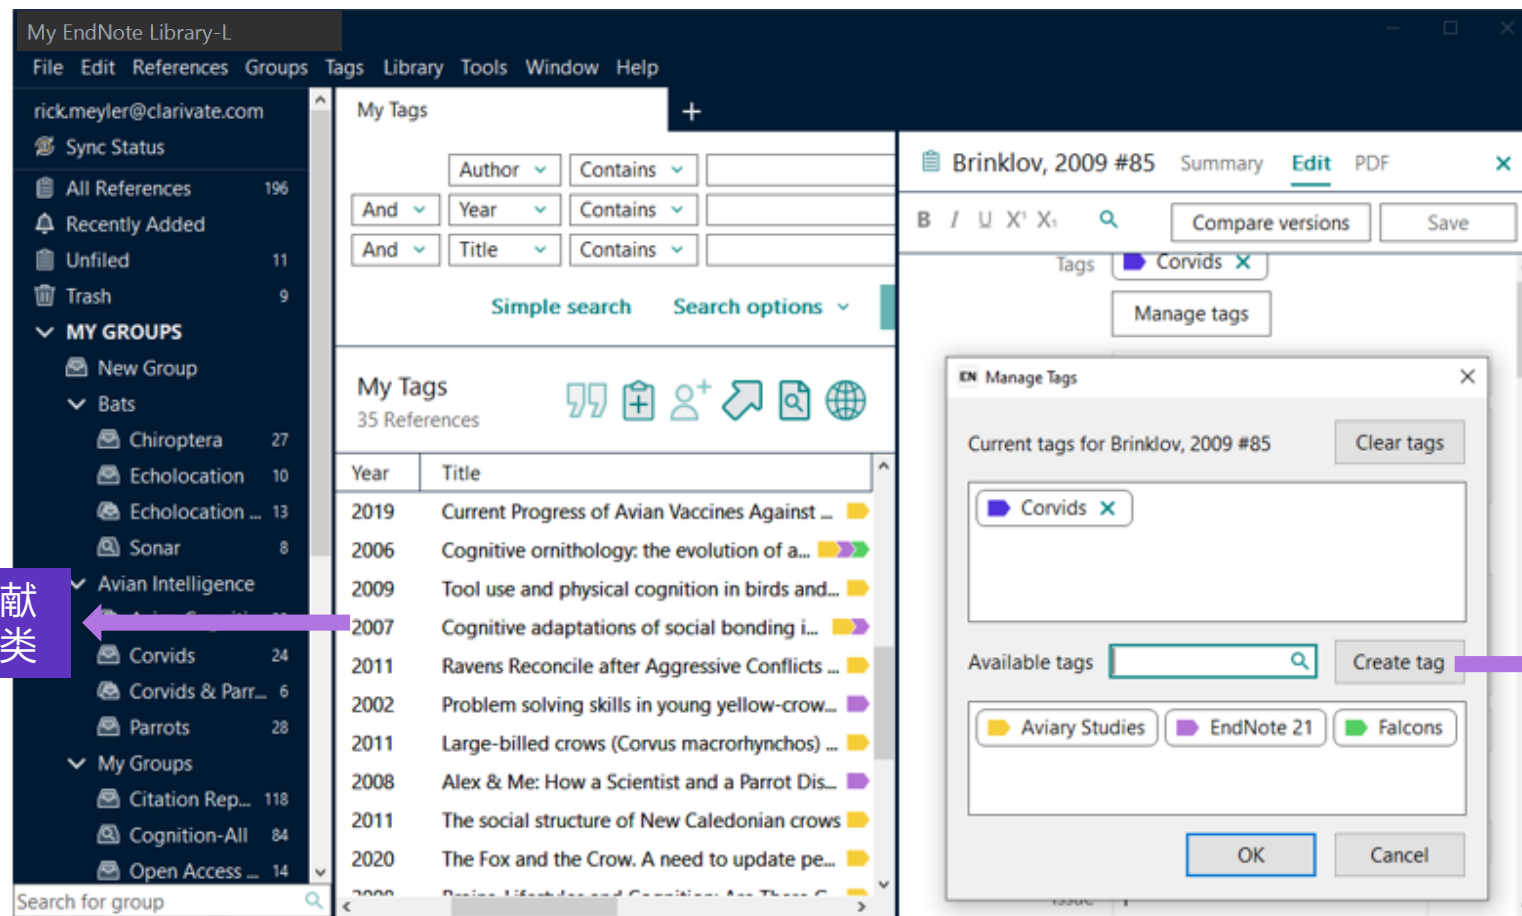 My EndNote Library-L
File Edit References Groups Tags Library Tools Window Help
rick.meyler@clarivate.com
Sync Status
All References 196
Recently Added
Unfiled 11
Trash 9
MY GROUPS
New Group
Bats
Chiroptera 27
Echolocation 10
Echolocation ... 13
Sonar 8
Avian Intelligence
Corvids 24
Corvids & Parr... 6
Parrots 28
My Groups
Citation Rep... 118
Cognition-All 84
Open Access ... 14
Search for group
献
类
My Tags
Author Contains
And Year Contains
And Title Contains
Simple search Search options
My Tags
35 References
Year Title
2019 Current Progress of Avian Vaccines Against ...
2006 Cognitive ornithology: the evolution of a...
2009 Tool use and physical cognition in birds and...
2007 Cognitive adaptations of social bonding i...
2011 Ravens Reconcile after Aggressive Conflicts ...
2002 Problem solving skills in young yellow-crow...
2011 Large-billed crows (Corvus macrorhynchos) ...
2008 Alex & Me: How a Scientist and a Parrot Dis...
2011 The social structure of New Caledonian crows
2020 The Fox and the Crow. A need to update pe...
Brinklov, 2009 #85 Summary Edit PDF
B I U X¹ X₁ Compare versions Save
Tags Corvids
Manage tags
EN Manage Tags
Current tags for Brinklov, 2009 #85 Clear tags
Corvids
Available tags Create tag
Aviary Studies EndNote 21 Falcons
OK Cancel